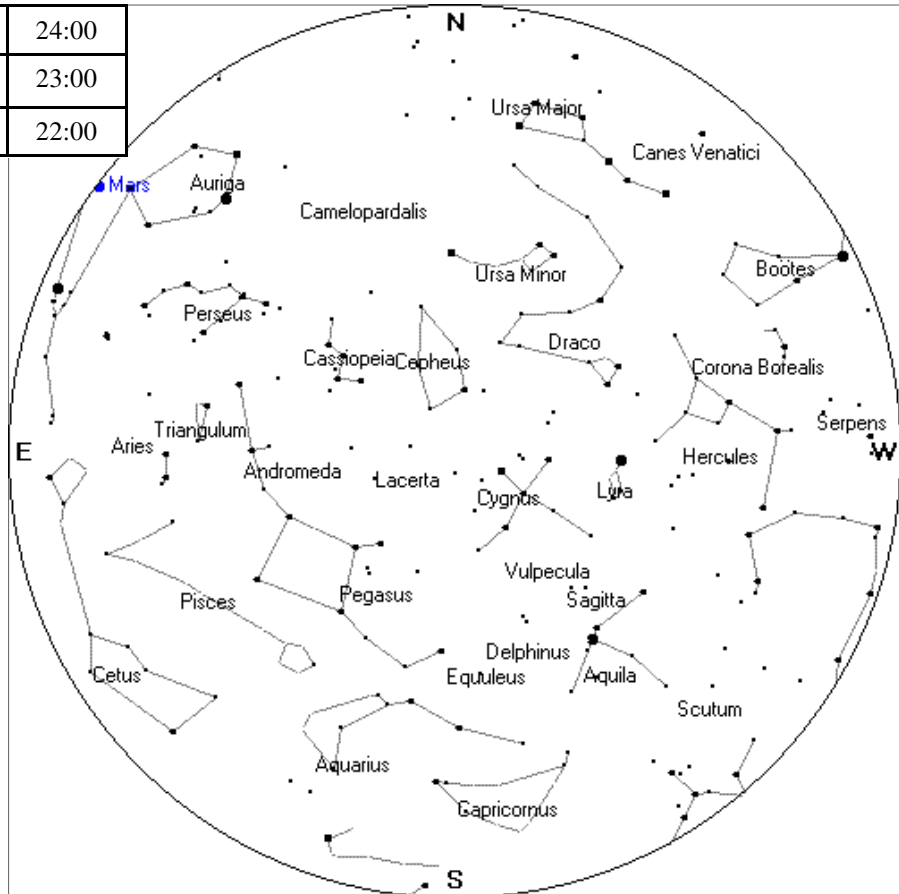 24:00
23:00
22:00
N
Ursa Major
Canes Venatici
Mars
Auriga
Camelopardalis
Ursa Minor
Boötes
Perseus
Draco
Cassiopeia
Cepheus
Corona Borealis
Triangulum
Serpens
Aries
E
Andromeda
Lacerta
Hercules
W
Cygnus
Lyra
Vulpecula
Pegasus
Pisces
Sagitta
Delphinus
Cetus
Equuleus
Aquila
Scutum
Aquarius
Capricornus
S